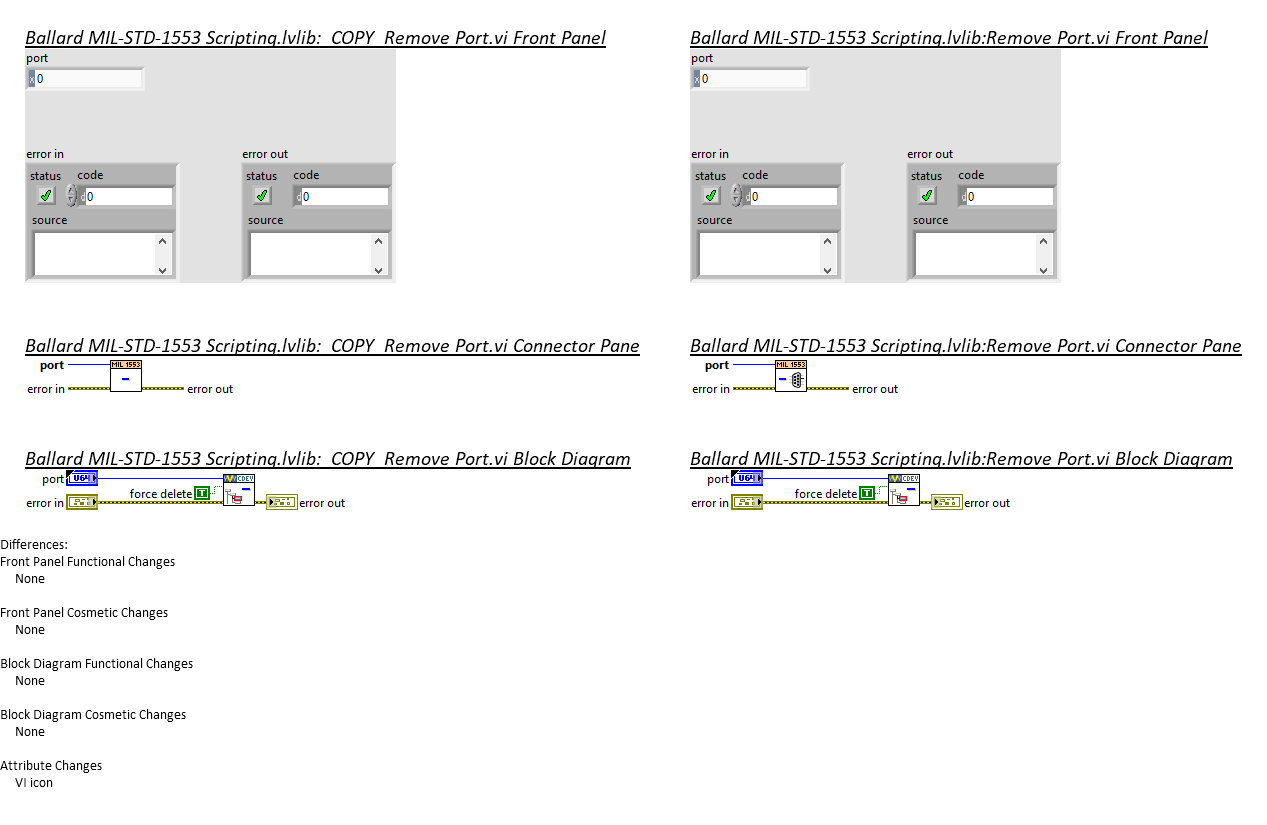 Ballard MIL-STD-1553 Scripting.lvlib:  COPY  Remove Port.vi Front Panel
port
x 0
error in
error out
status code
status code
d 0
d 0
source
source
Ballard MIL-STD-1553 Scripting.lvlib:Remove Port.vi Front Panel
port
x 0
error in
error out
status code
status code
d 0
d 0
source
source
Ballard MIL-STD-1553 Scripting.lvlib:  COPY  Remove Port.vi Connector Pane
port
MIL 1553
error in
error out
Ballard MIL-STD-1553 Scripting.lvlib:Remove Port.vi Connector Pane
port
MIL 1553
error in
error out
Ballard MIL-STD-1553 Scripting.lvlib:  COPY  Remove Port.vi Block Diagram
port U64
CDEV
force delete T
error in
error out
Ballard MIL-STD-1553 Scripting.lvlib:Remove Port.vi Block Diagram
port U64
CDEV
force delete T
error in
error out
Differences:
Front Panel Functional Changes
None
Front Panel Cosmetic Changes
None
Block Diagram Functional Changes
None
Block Diagram Cosmetic Changes
None
Attribute Changes
VI icon